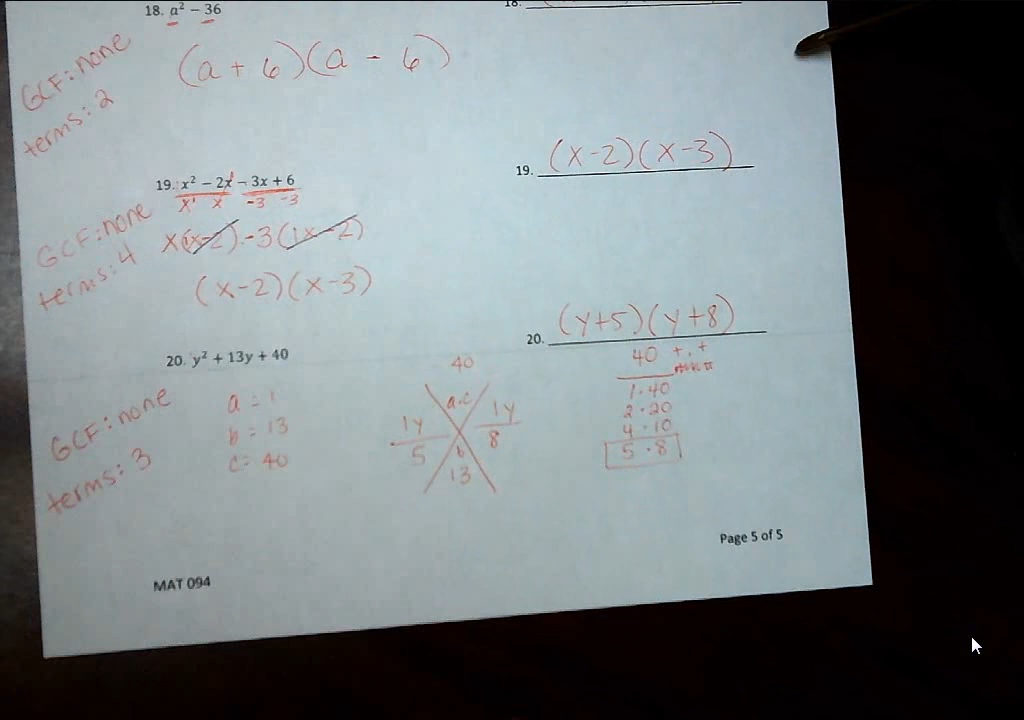 18. a² − 36
18.
GCF: none
terms: 2
(a + 6)(a - 6)
19. x² − 2x − 3x + 6
x x -3 -3
19. (x-2)(x-3)
GCF: none
terms: 4
x(x-2) -3(1x-2)
(x-2)(x-3)
20. y² + 13y + 40
20. (y+5)(y+8)
GCF: none
terms: 3
a = 1
b = 13
c = 40
40
a·c
1y 1y
5 8
b
13
40 + · +
1·40
2·20
4·10
5·8
Page 5 of 5
MAT 094